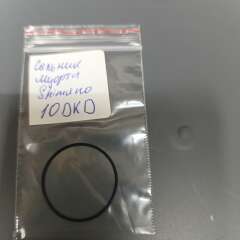 Сальник
муфты
Shimano
10DKD